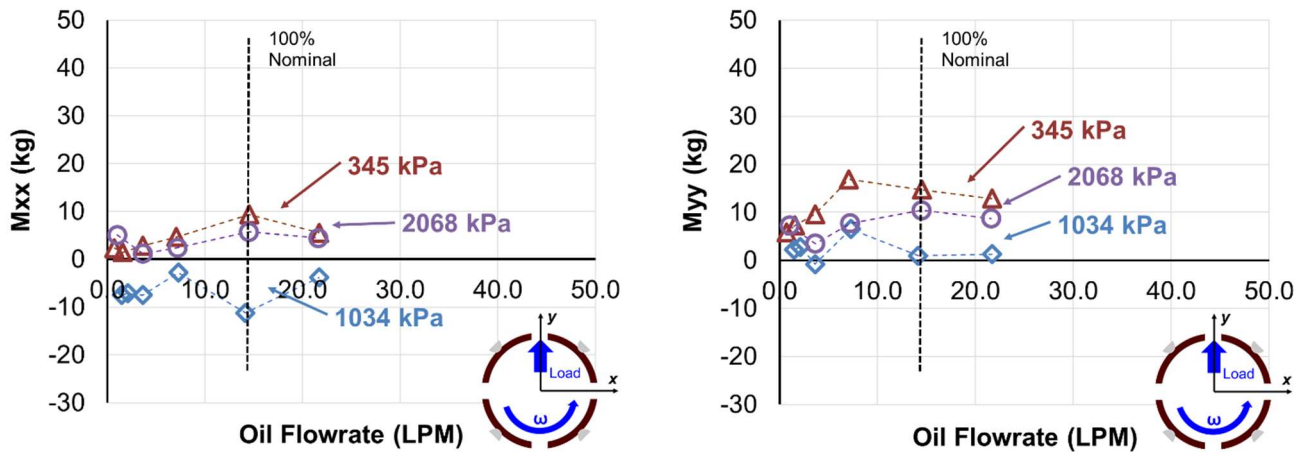 50
40
30
20
10
0
-10
-20
-30
Mxx (kg)
100%
Nominal
345 kPa
2068 kPa
1034 kPa
0.0
10.0
20.0
30.0
40.0
50.0
Oil Flowrate (LPM)
y
Load
x
ω
50
40
30
20
10
0
-10
-20
-30
Myy (kg)
100%
Nominal
345 kPa
2068 kPa
1034 kPa
0.0
10.0
20.0
30.0
40.0
50.0
Oil Flowrate (LPM)
y
Load
x
ω